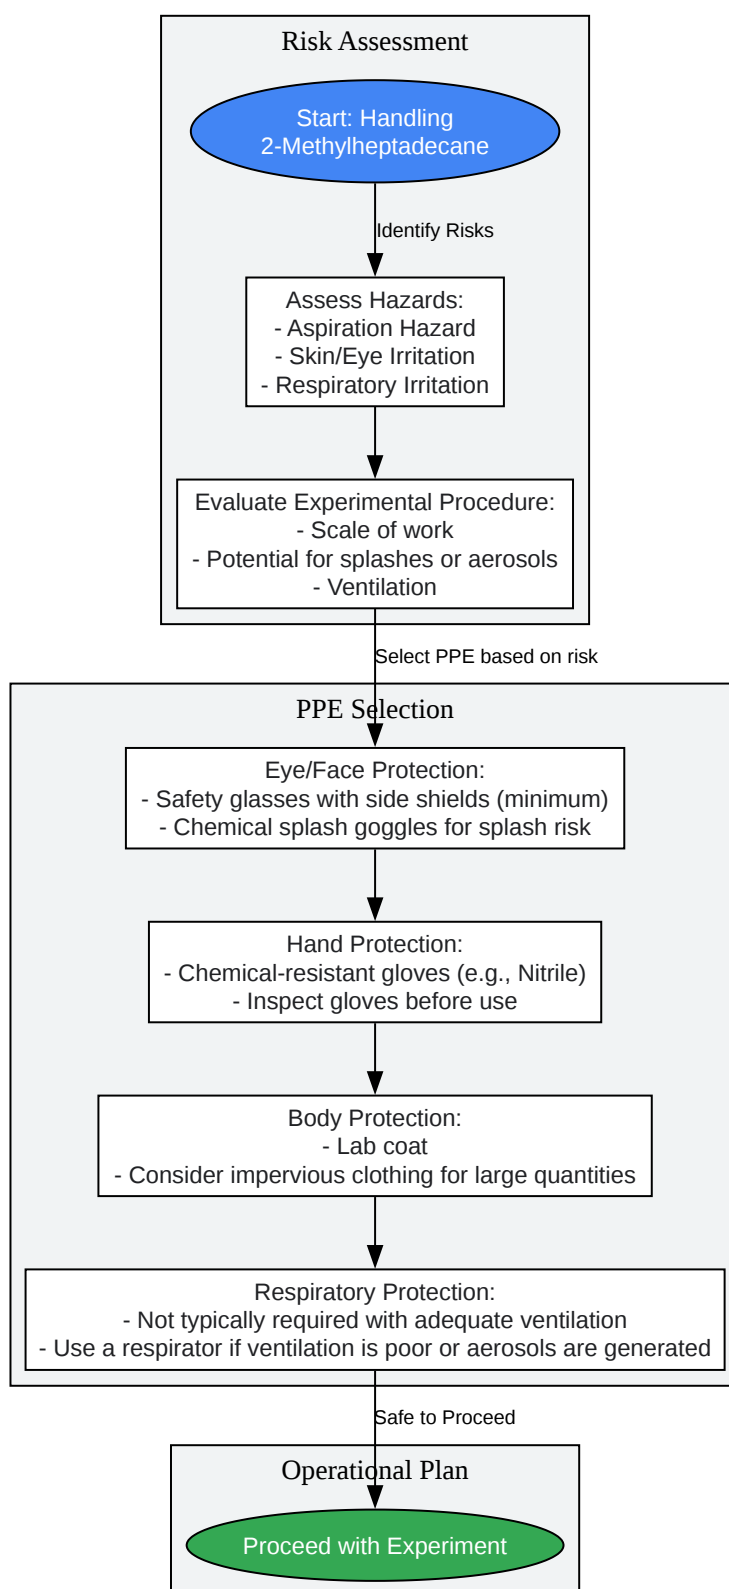 Risk Assessment
Start: Handling
2-Methylheptadecane
Identify Risks
Assess Hazards:
- Aspiration Hazard
- Skin/Eye Irritation
- Respiratory Irritation
Evaluate Experimental Procedure:
- Scale of work
- Potential for splashes or aerosols
- Ventilation
Select PPE based on risk
PPE Selection
Eye/Face Protection:
- Safety glasses with side shields (minimum)
- Chemical splash goggles for splash risk
Hand Protection:
- Chemical-resistant gloves (e.g., Nitrile)
- Inspect gloves before use
Body Protection:
- Lab coat
- Consider impervious clothing for large quantities
Respiratory Protection:
- Not typically required with adequate ventilation
- Use a respirator if ventilation is poor or aerosols are generated
Safe to Proceed
Operational Plan
Proceed with Experiment